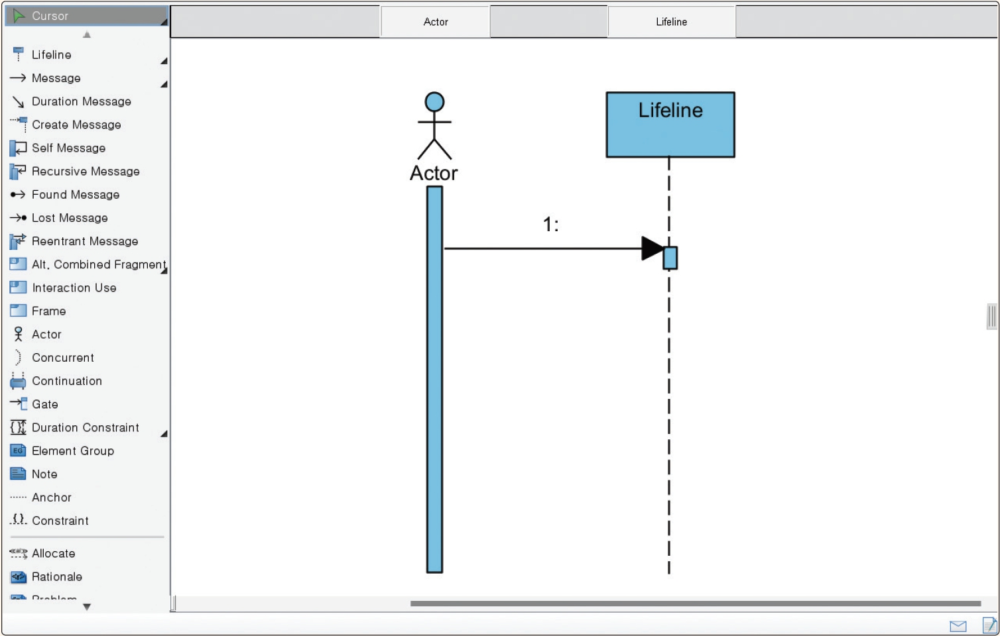 Cursor
Lifeline
Message
Duration Message
Create Message
Self Message
Recursive Message
Found Message
Lost Message
Reentrant Message
Alt. Combined Fragment
Interaction Use
Frame
Actor
Concurrent
Continuation
Gate
Duration Constraint
Element Group
Note
Anchor
Constraint
Allocate
Rationale
Problem
Actor
Lifeline
Lifeline
Actor
1: